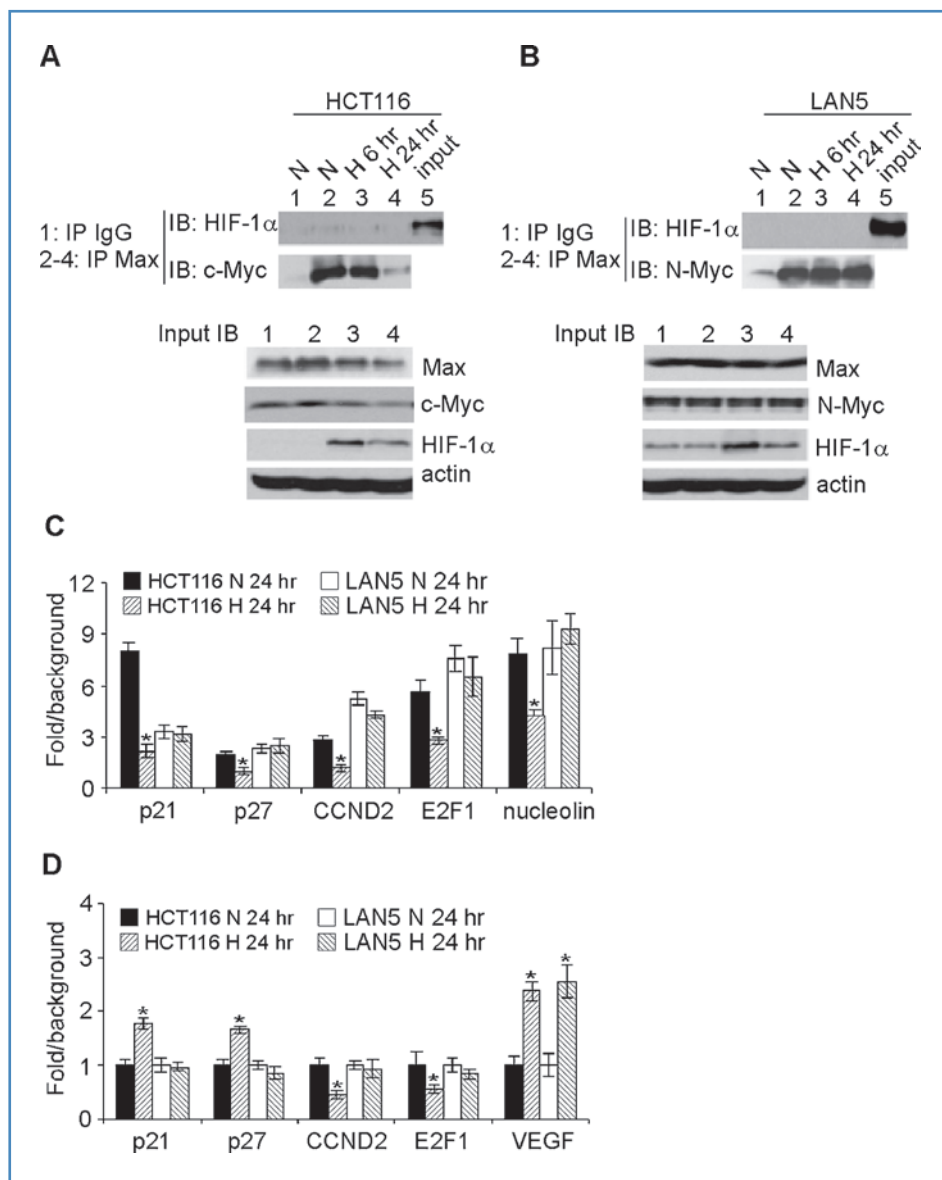 A
HCT116
N N H 6 hr H 24 hr input
1 2 3 4 5
1: IP IgG
2-4: IP Max
IB: HIF-1α
IB: c-Myc
Input IB 1 2 3 4
Max
c-Myc
HIF-1α
actin
B
LAN5
N N H 6 hr H 24 hr input
1 2 3 4 5
1: IP IgG
2-4: IP Max
IB: HIF-1α
IB: N-Myc
Input IB 1 2 3 4
Max
N-Myc
HIF-1α
actin
C
Fold/background
12
9
6
3
0
HCT116 N 24 hr
HCT116 H 24 hr
LAN5 N 24 hr
LAN5 H 24 hr
* * * * *
p21 p27 CCND2 E2F1 nucleolin
D
Fold/background
4
3
2
1
0
HCT116 N 24 hr
HCT116 H 24 hr
LAN5 N 24 hr
LAN5 H 24 hr
* * * * * *
p21 p27 CCND2 E2F1 VEGF